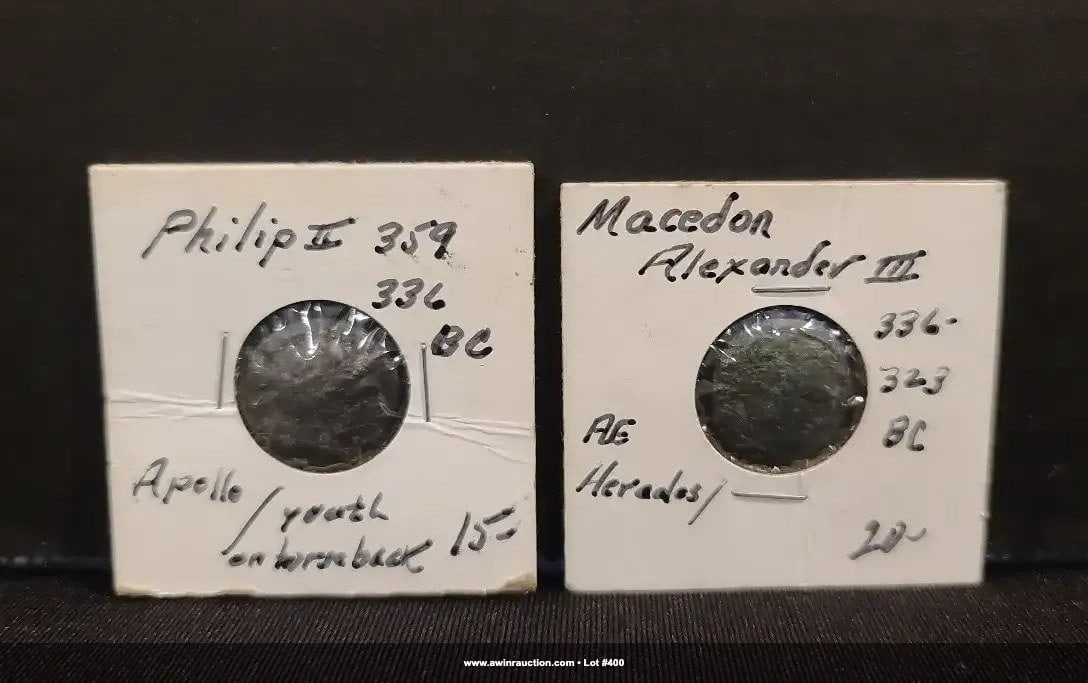 Philip II 359
336
BC
Apollo / youth
on horseback 15-
Macedon
Alexander III
336-
323
BC
AE
Herades/
20-
www.awinrauction.com • Lot #400